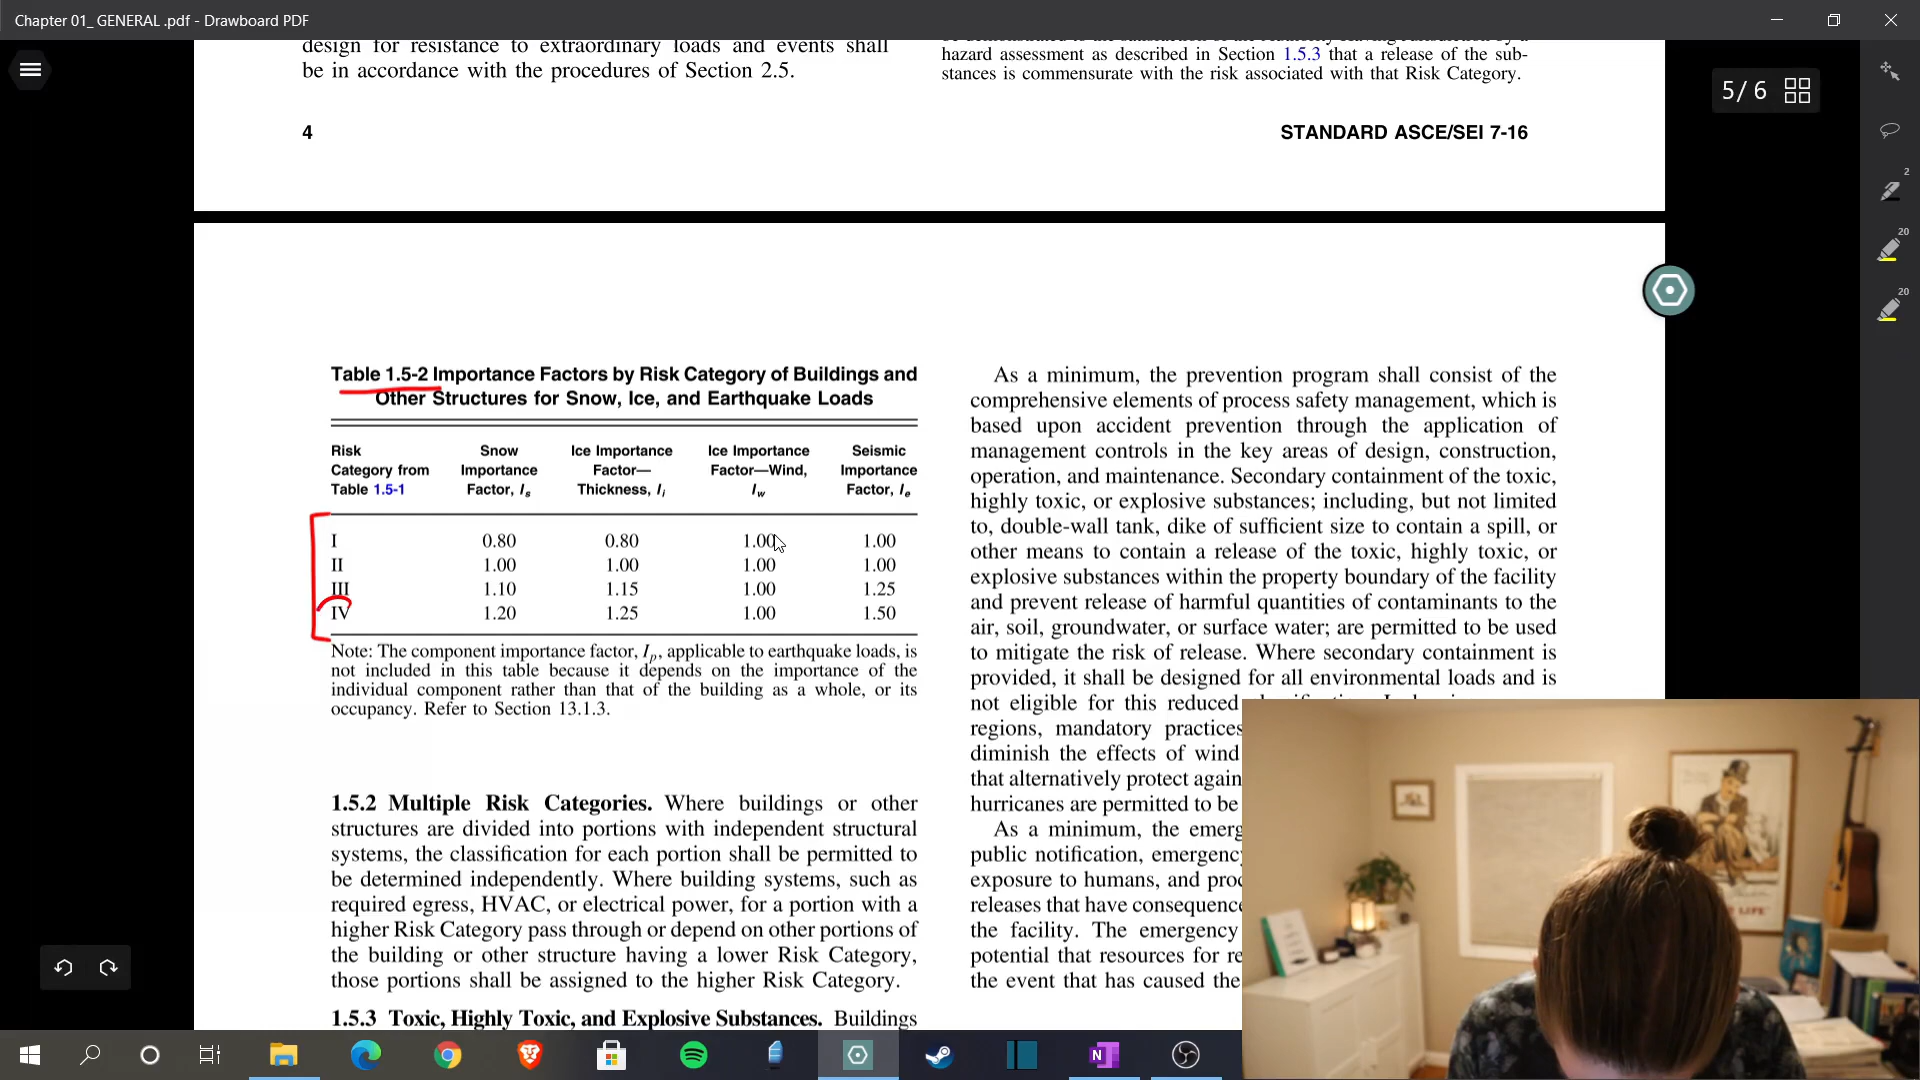 Chapter 01_ GENERAL .pdf - Drawboard PDF
design for resistance to extraordinary loads and events shall
be in accordance with the procedures of Section 2.5.
hazard assessment as described in Section 1.5.3 that a release of the sub-
stances is commensurate with the risk associated with that Risk Category.
5/ 6
2
20
20
4
STANDARD ASCE/SEI 7-16
Table 1.5-2 Importance Factors by Risk Category of Buildings and
Other Structures for Snow, Ice, and Earthquake Loads
Risk Category from Table 1.5-1
Snow Importance Factor, Is
Ice Importance Factor—Thickness, Ii
Ice Importance Factor—Wind, Iw
Seismic Importance Factor, Ie
I 0.80 0.80 1.00 1.00
II 1.00 1.00 1.00 1.00
III 1.10 1.15 1.00 1.25
IV 1.20 1.25 1.00 1.50
Note: The component importance factor, Ip, applicable to earthquake loads, is
not included in this table because it depends on the importance of the
individual component rather than that of the building as a whole, or its
occupancy. Refer to Section 13.1.3.
1.5.2 Multiple Risk Categories. Where buildings or other
structures are divided into portions with independent structural
systems, the classification for each portion shall be permitted to
be determined independently. Where building systems, such as
required egress, HVAC, or electrical power, for a portion with a
higher Risk Category pass through or depend on other portions of
the building or other structure having a lower Risk Category,
those portions shall be assigned to the higher Risk Category.
1.5.3 Toxic, Highly Toxic, and Explosive Substances. Buildings
As a minimum, the prevention program shall consist of the
comprehensive elements of process safety management, which is
based upon accident prevention through the application of
management controls in the key areas of design, construction,
operation, and maintenance. Secondary containment of the toxic,
highly toxic, or explosive substances; including, but not limited
to, double-wall tank, dike of sufficient size to contain a spill, or
other means to contain a release of the toxic, highly toxic, or
explosive substances within the property boundary of the facility
and prevent release of harmful quantities of contaminants to the
air, soil, groundwater, or surface water; are permitted to be used
to mitigate the risk of release. Where secondary containment is
provided, it shall be designed for all environmental loads and is
not eligible for this reduced
regions, mandatory practices
diminish the effects of wind
that alternatively protect again
hurricanes are permitted to be
As a minimum, the emerg
public notification, emergency
exposure to humans, and proc
releases that have consequence
the facility. The emergency
potential that resources for re
the event that has caused the
LIFE
N